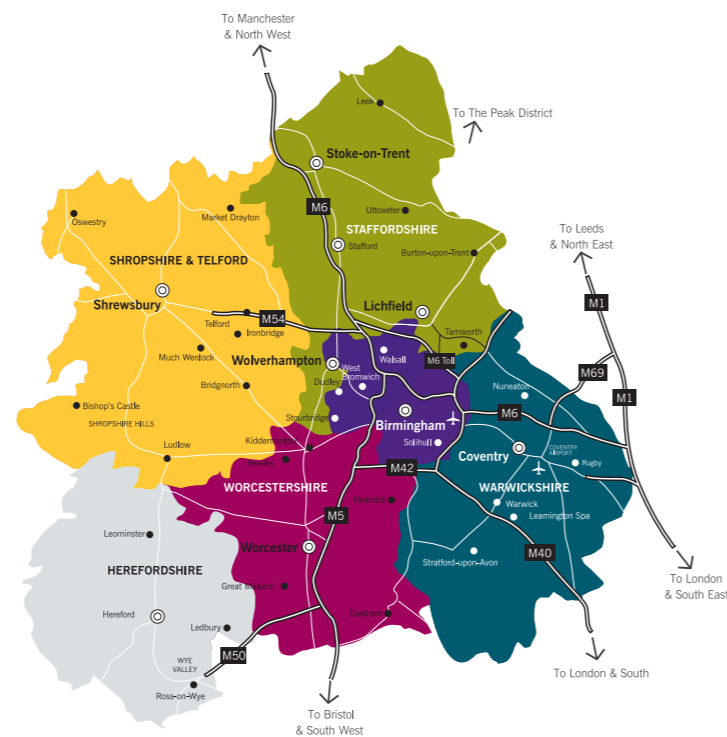 To Manchester
& North West
To The Peak District
Leek
Stoke-on-Trent
M6
Uttoxeter
STAFFORDSHIRE
Stafford
Burton-upon-Trent
To Leeds
& North East
Oswestry
Market Drayton
SHROPSHIRE & TELFORD
Shrewsbury
Lichfield
M1
Telford
M54
Ironbridge
Tamworth
Much Wenlock
Wolverhampton
Walsall
M6 Toll
M69
Bridgnorth
Dudley
West
Bromwich
Nuneaton
M1
Bishop's Castle
SHROPSHIRE HILLS
Stourbridge
Birmingham
M6
Solihull
Ludlow
Kidderminster
Bewdley
Coventry
COVENTRY
AIRPORT
Rugby
M42
WORCESTERSHIRE
WARWICKSHIRE
Redditch
Warwick
Leamington Spa
M5
Leominster
Worcester
M40
Stratford-upon-Avon
HEREFORDSHIRE
Great Malvern
To London
& South East
Hereford
Ledbury
Evesham
WYE
VALLEY
M50
Ross-on-Wye
To London & South
To Bristol
& South West